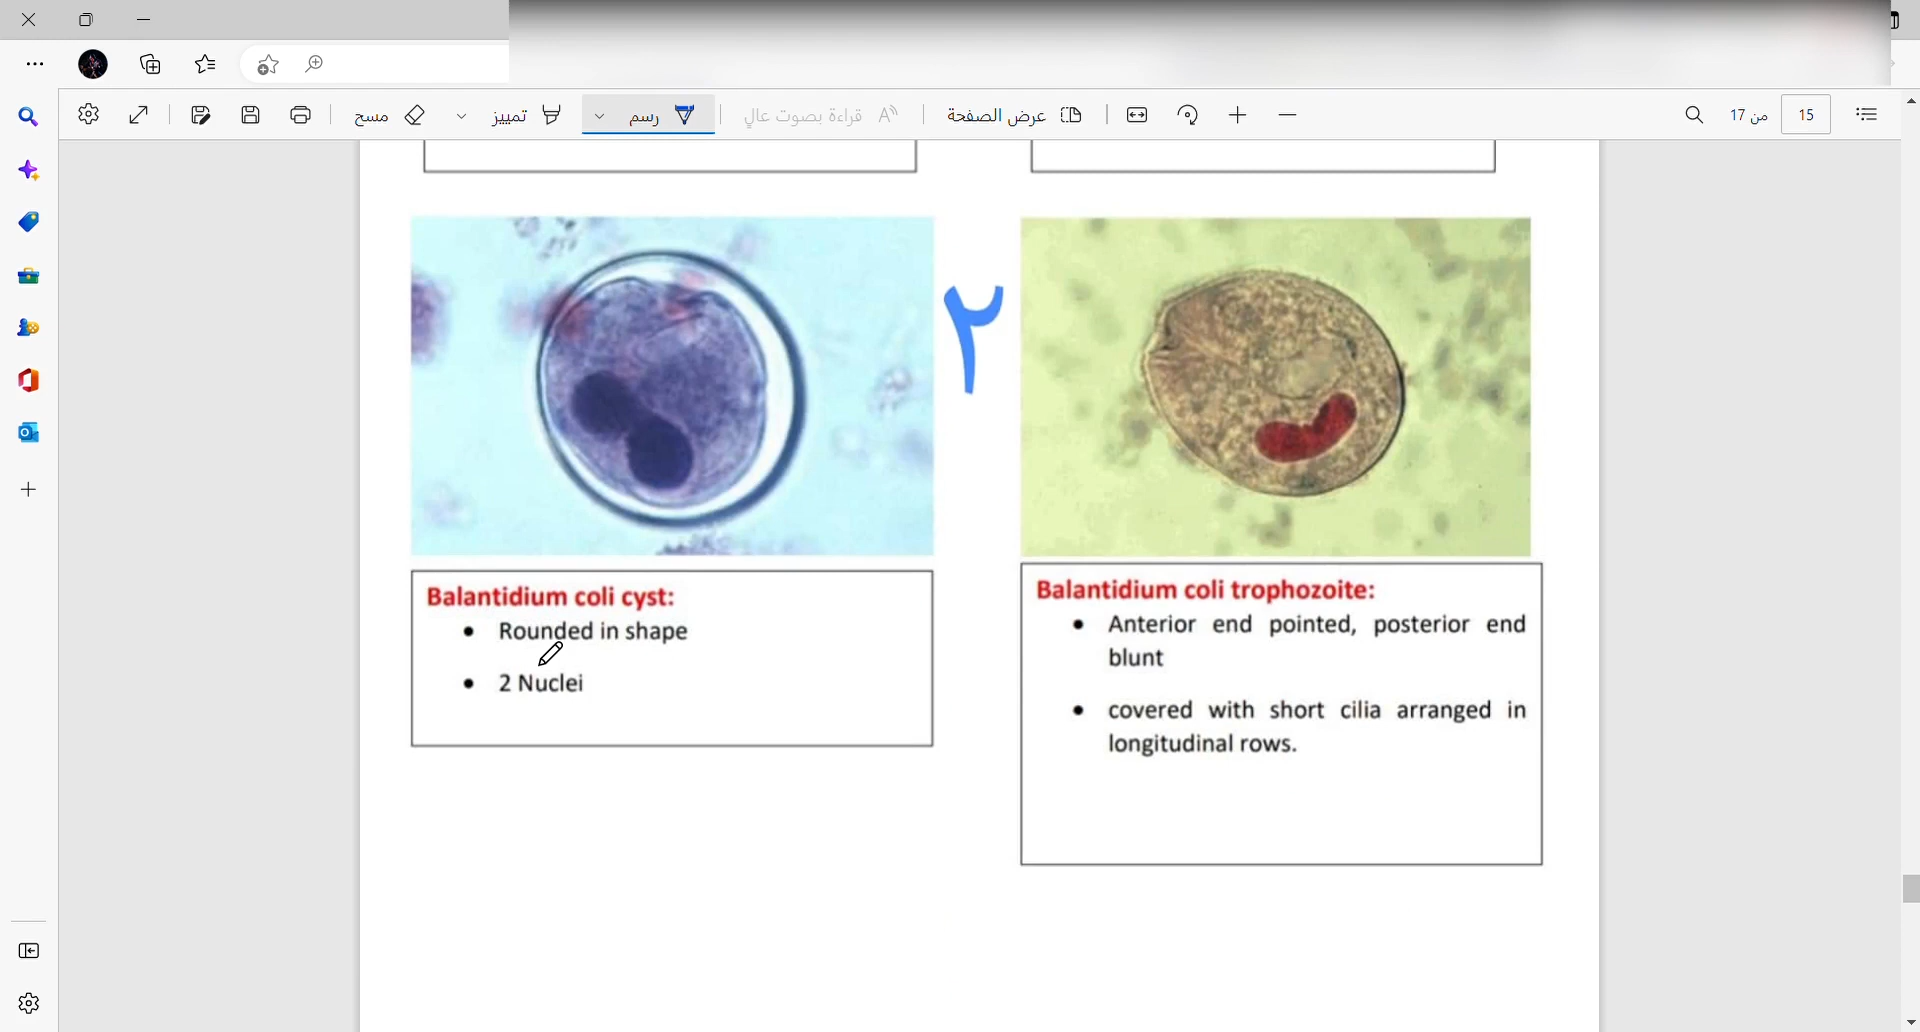 مسح
تمييز
رسم
قراءة بصوت عالٍ
عرض الصفحة
من 17
15
٢
Balantidium coli cyst:
• Rounded in shape
• 2 Nuclei
Balantidium coli trophozoite:
• Anterior end pointed, posterior end
blunt
• covered with short cilia arranged in
longitudinal rows.